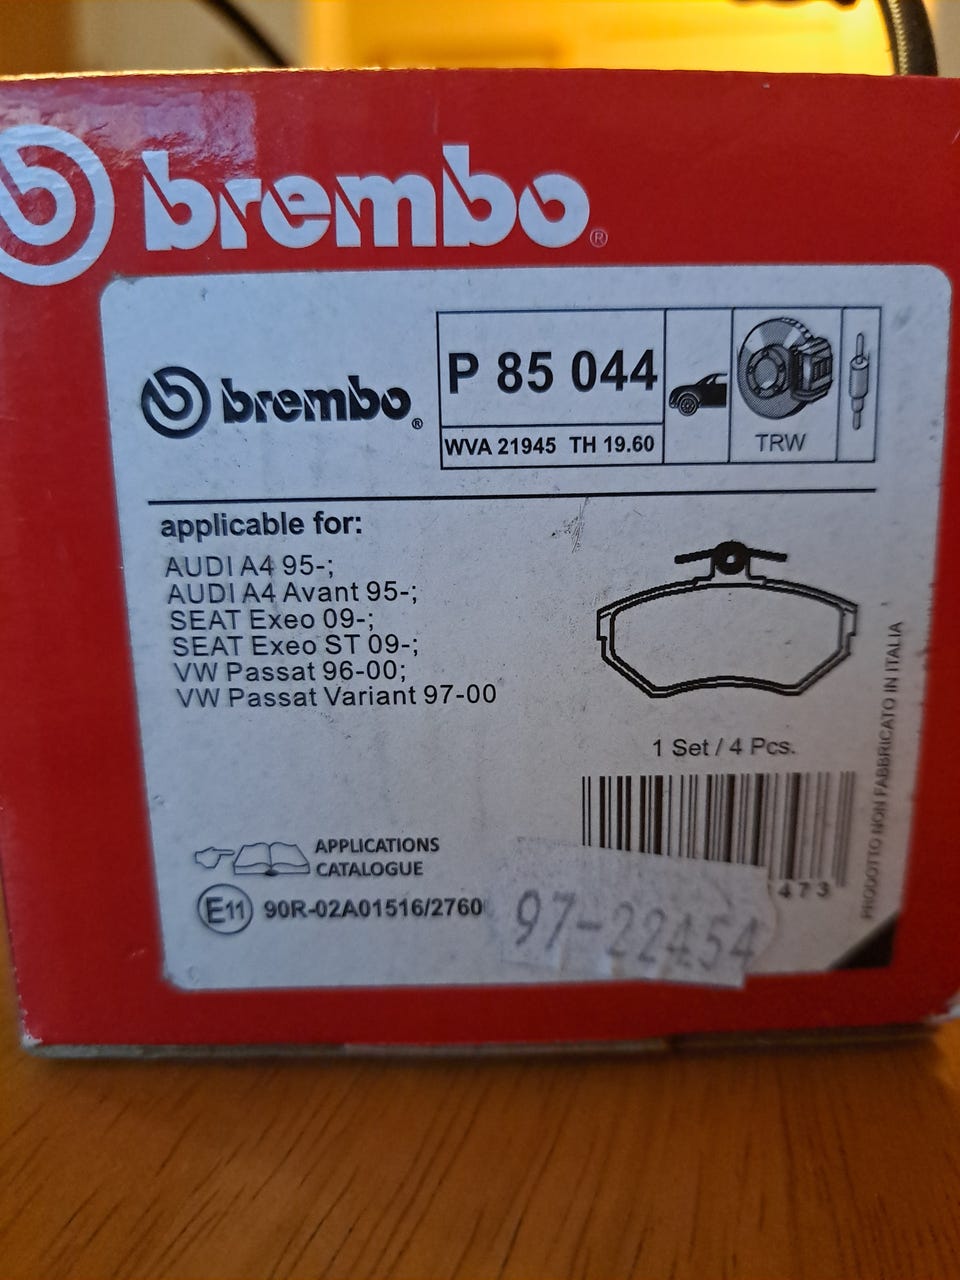 brembo®
brembo®
P 85 044
WVA 21945 TH 19.60
TRW
applicable for:
AUDI A4 95-;
AUDI A4 Avant 95-;
SEAT Exeo 09-;
SEAT Exeo ST 09-;
VW Passat 96-00;
VW Passat Variant 97-00
1 Set / 4 Pcs.
PRODOTTO NON FABBRICATO IN ITALIA
473
APPLICATIONS
CATALOGUE
E11 90R-02A01516/2760
97-22454